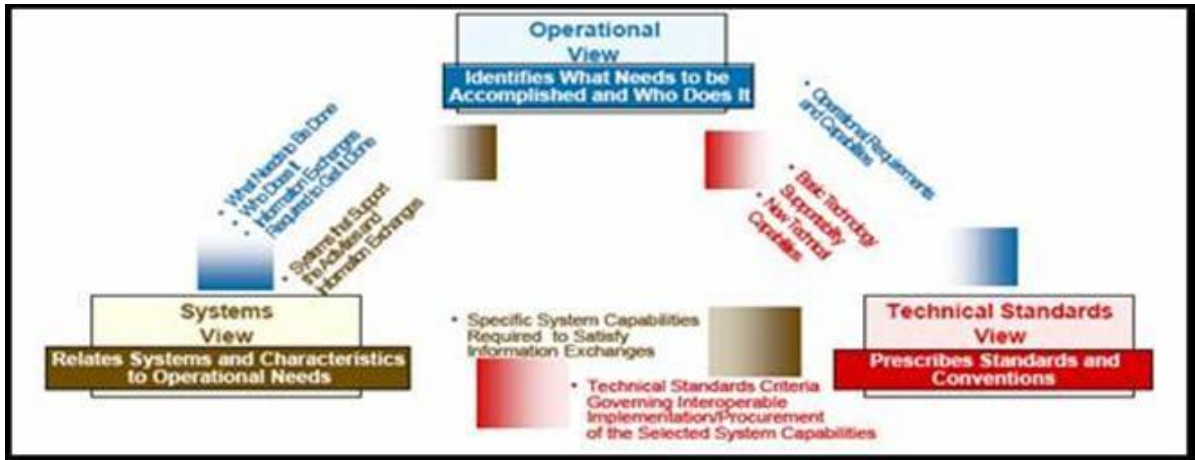 Operational
View
Identifies What Needs to be
Accomplished and Who Does It
• What Needs to Be Done
• Who Does It
• Information Exchanges
Required to Get It Done
• Systems that Support
the Activities and
Information Exchanges
• Operational Requirements
and Capabilities
• Basic Technology
Supportability
• New Technical
Capabilities
Systems
View
Relates Systems and Characteristics
to Operational Needs
• Specific System Capabilities
Required to Satisfy
Information Exchanges
• Technical Standards Criteria
Governing Interoperable
Implementation/Procurement
of the Selected System Capabilities
Technical Standards
View
Prescribes Standards and
Conventions